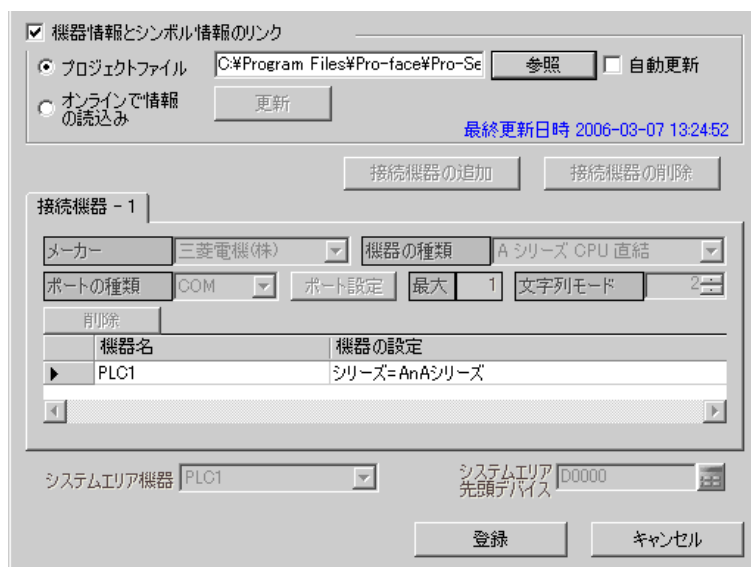 機器情報とシンボル情報のリンク
プロジェクトファイル C:¥Program Files¥Pro-face¥Pro-Se 参照 自動更新
オンラインで情報
の読込み 更新
最終更新日時 2006-03-07 13:24:52
接続機器の追加 接続機器の削除
接続機器 - 1
メーカー 三菱電機(株) 機器の種類 A シリーズ CPU 直結
ポートの種類 COM ポート設定 最大 1 文字列モード 2
削除
機器名 機器の設定
PLC1 シリーズ=AnAシリーズ
システムエリア機器 PLC1 システムエリア
先頭デバイス D0000
登録 キャンセル